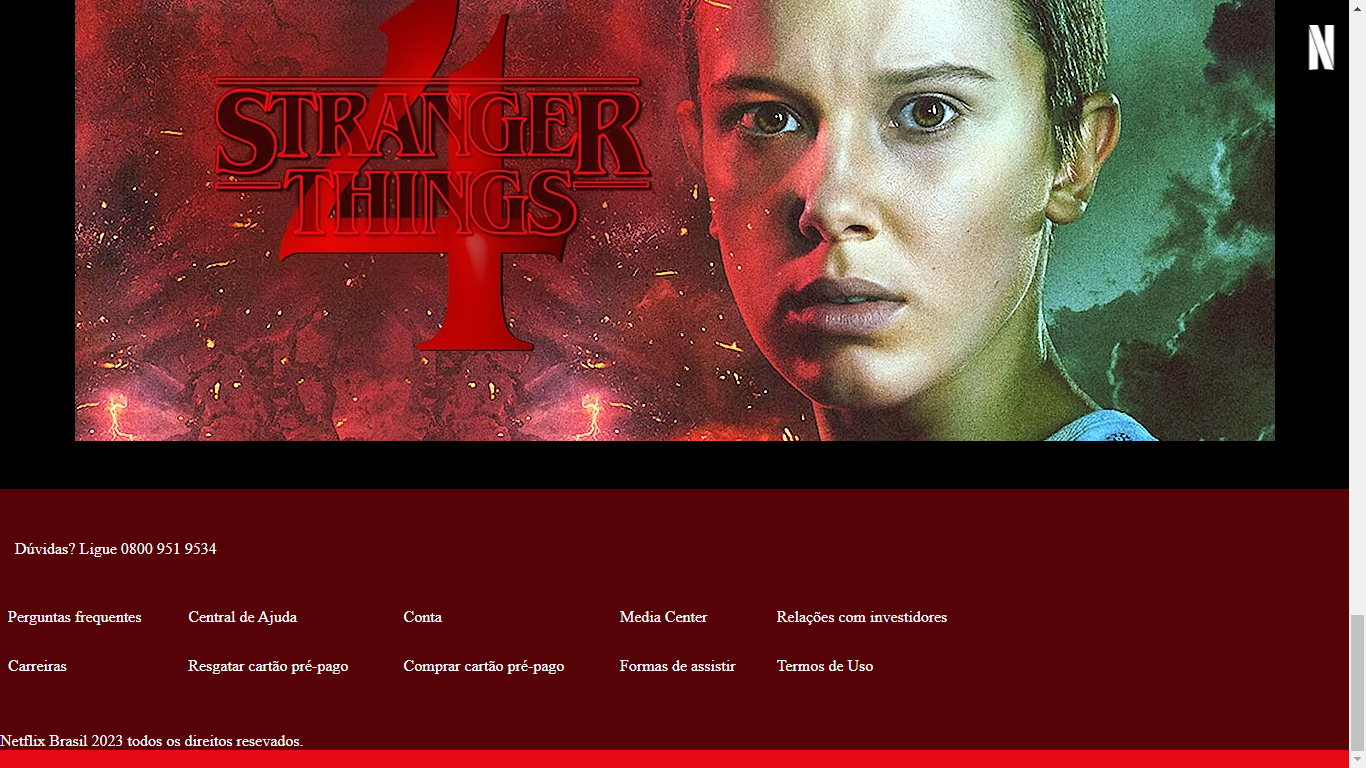 N
4
STRANGER
THINGS
Dúvidas? Ligue 0800 951 9534
Perguntas frequentes Central de Ajuda Conta Media Center Relações com investidores
Carreiras Resgatar cartão pré-pago Comprar cartão pré-pago Formas de assistir Termos de Uso
Netflix Brasil 2023 todos os direitos resevados.